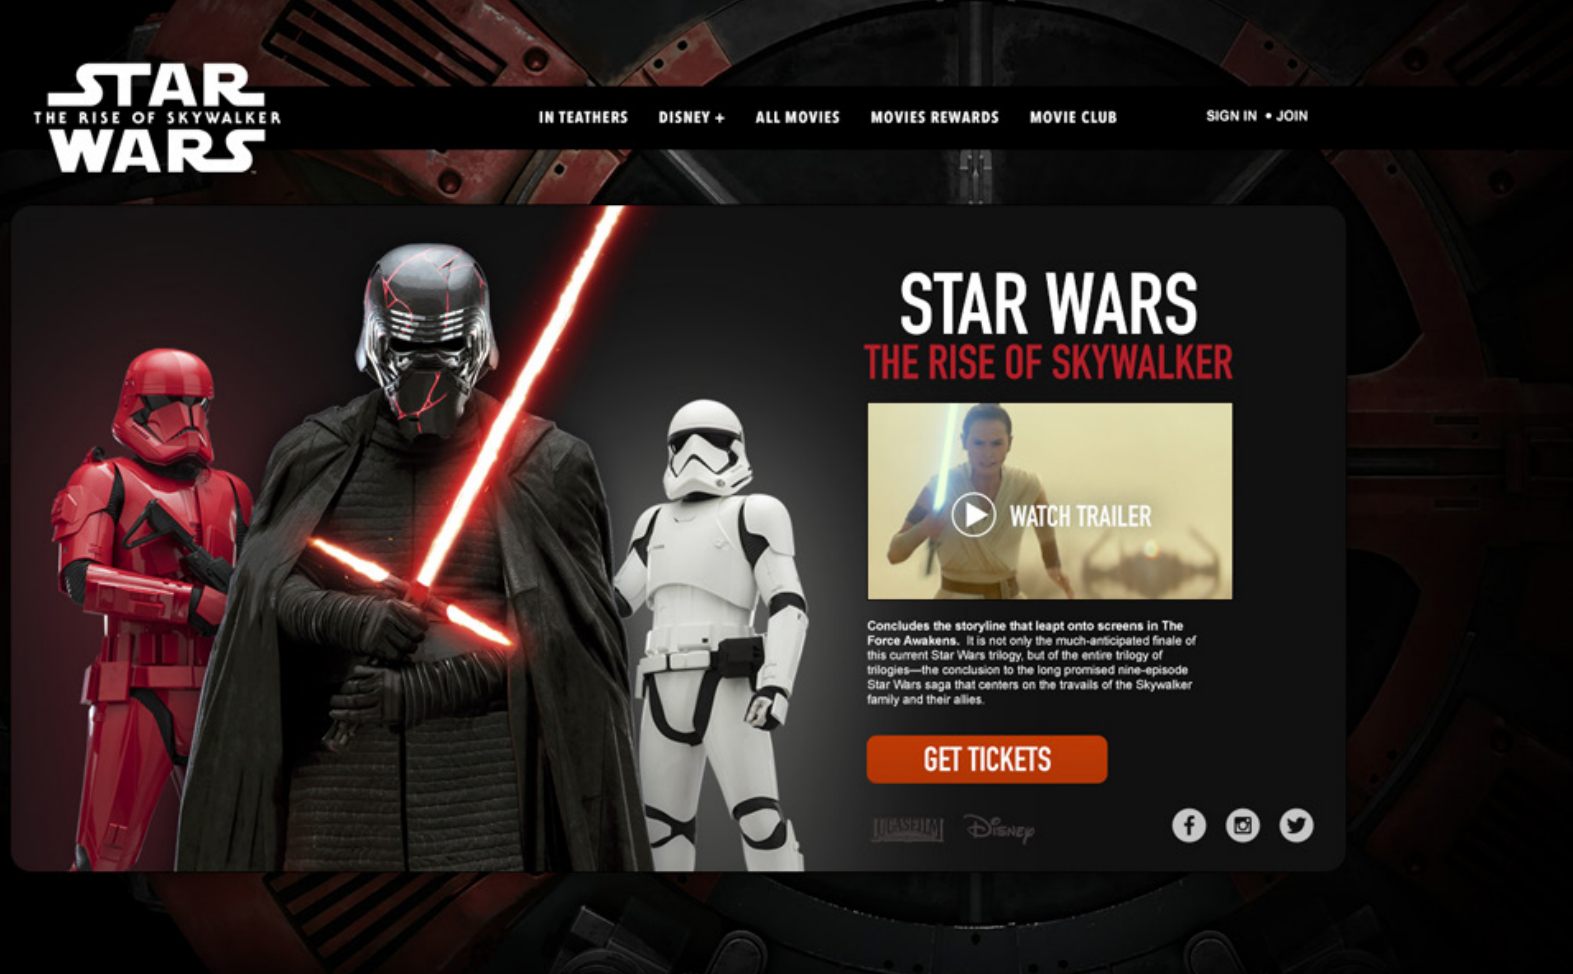 STAR
THE RISE OF SKYWALKER
WARS
IN TEATHERS
DISNEY +
ALL MOVIES
MOVIES REWARDS
MOVIE CLUB
SIGN IN • JOIN
STAR WARS
THE RISE OF SKYWALKER
WATCH TRAILER
Concludes the storyline that leapt onto screens in The
Force Awakens. It is not only the much-anticipated finale of
this current Star Wars trilogy, but of the entire trilogy of
trilogies—the conclusion to the long promised nine-episode
Star Wars saga that centers on the travails of the Skywalker
family and their allies.
GET TICKETS
LUCASFILM
Disney